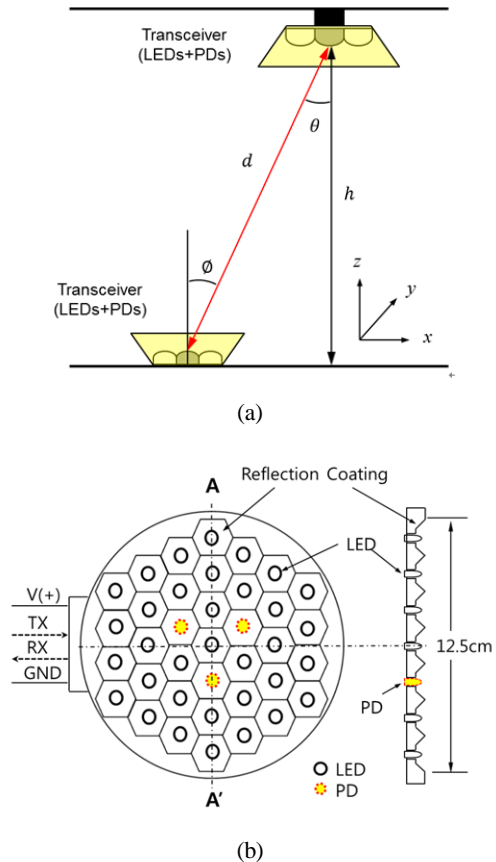 Transceiver
(LEDs+PDs)
θ
d
h
z
y
x
Transceiver
(LEDs+PDs)
∅
(a)
Reflection Coating
A
LED
V(+)
TX
RX
GND
12.5cm
PD
LED
PD
A'
(b)